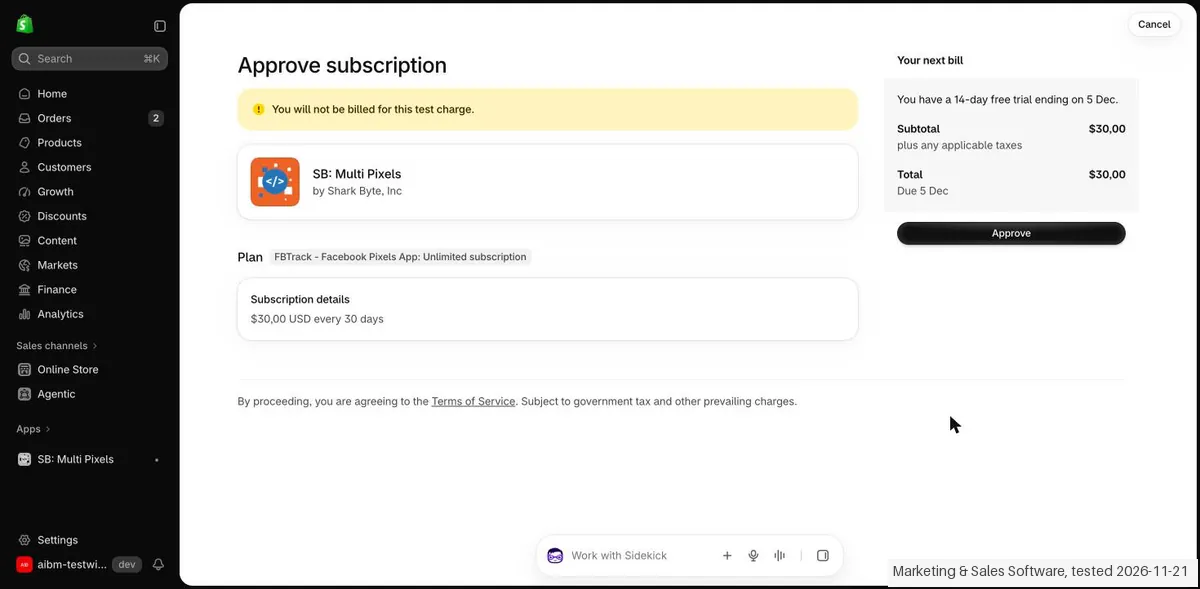 Search ⌘K
Home
Orders 2
Products
Customers
Growth
Discounts
Content
Markets
Finance
Analytics
Sales channels
Online Store
Agentic
Apps
SB: Multi Pixels
Settings
aibm-testwi... dev
Cancel
Approve subscription
You will not be billed for this test charge.
SB: Multi Pixels
by Shark Byte, Inc
Plan FBTrack - Facebook Pixels App: Unlimited subscription
Subscription details
$30,00 USD every 30 days
By proceeding, you are agreeing to the Terms of Service. Subject to government tax and other prevailing charges.
Your next bill
You have a 14-day free trial ending on 5 Dec.
Subtotal $30,00
plus any applicable taxes
Total $30,00
Due 5 Dec
Approve
Work with Sidekick
Marketing & Sales Software, tested 2026-11-21